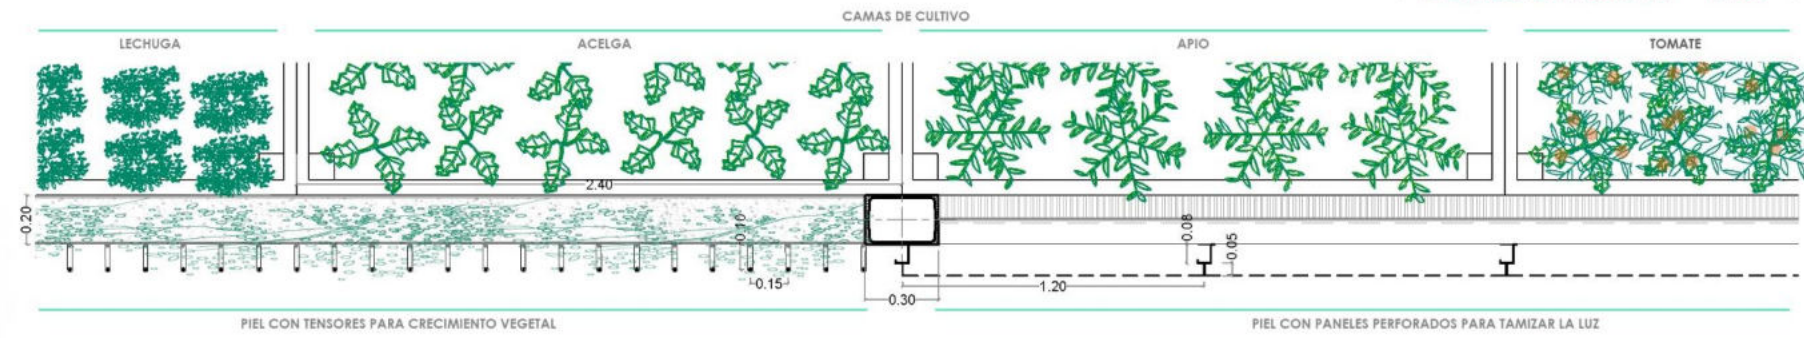 CAMAS DE CULTIVO
LECHUGA
ACELGA
APIO
TOMATE
2.40
0.20
0.10
0.08
0.05
0.15
1.20
0.30
PIEL CON TENSORES PARA CRECIMIENTO VEGETAL
PIEL CON PANELES PERFORADOS PARA TAMIZAR LA LUZ